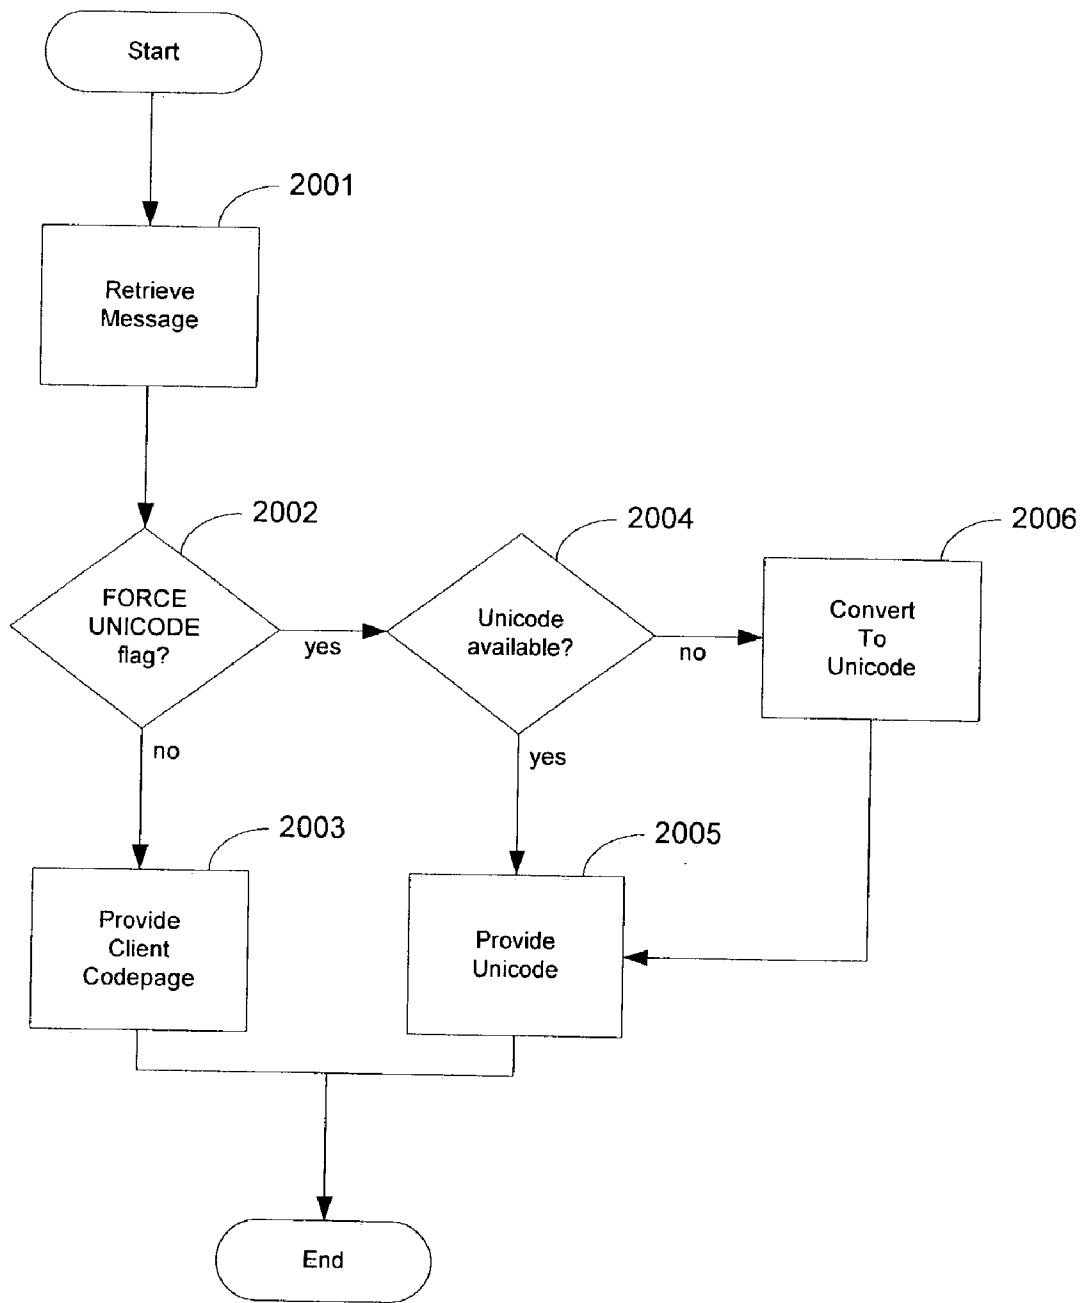 Start
2001
Retrieve
Message
2002
FORCE
UNICODE
flag?
yes
no
2004
Unicode
available?
no
yes
2006
Convert
To
Unicode
2003
Provide
Client
Codepage
2005
Provide
Unicode
End